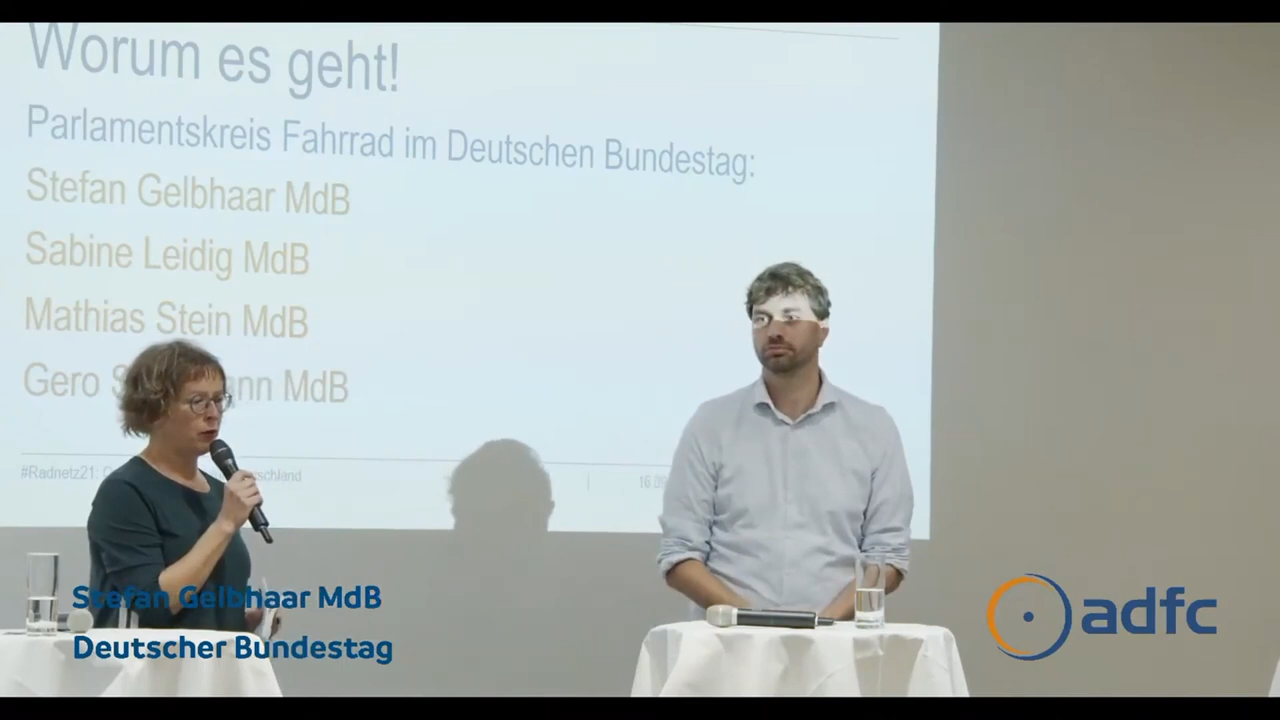 Worum es geht!
Parlamentskreis Fahrrad im Deutschen Bundestag:
Stefan Gelbhaar MdB
Sabine Leidig MdB
Mathias Stein MdB
Gero MdB
#Radnetz21:
Stefan Gelbhaar MdB
Deutscher Bundestag
adfc